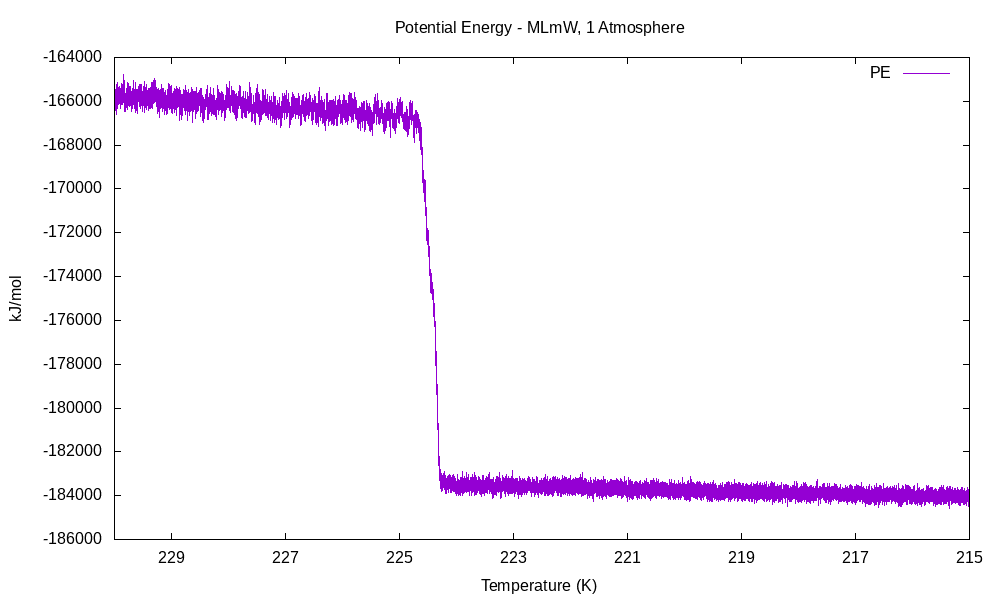 Potential Energy - MLmW, 1 Atmosphere
PE
-164000
-166000
-168000
-170000
-172000
-174000
-176000
-178000
-180000
-182000
-184000
-186000
kJ/mol
229 227 225 223 221 219 217 215
Temperature (K)